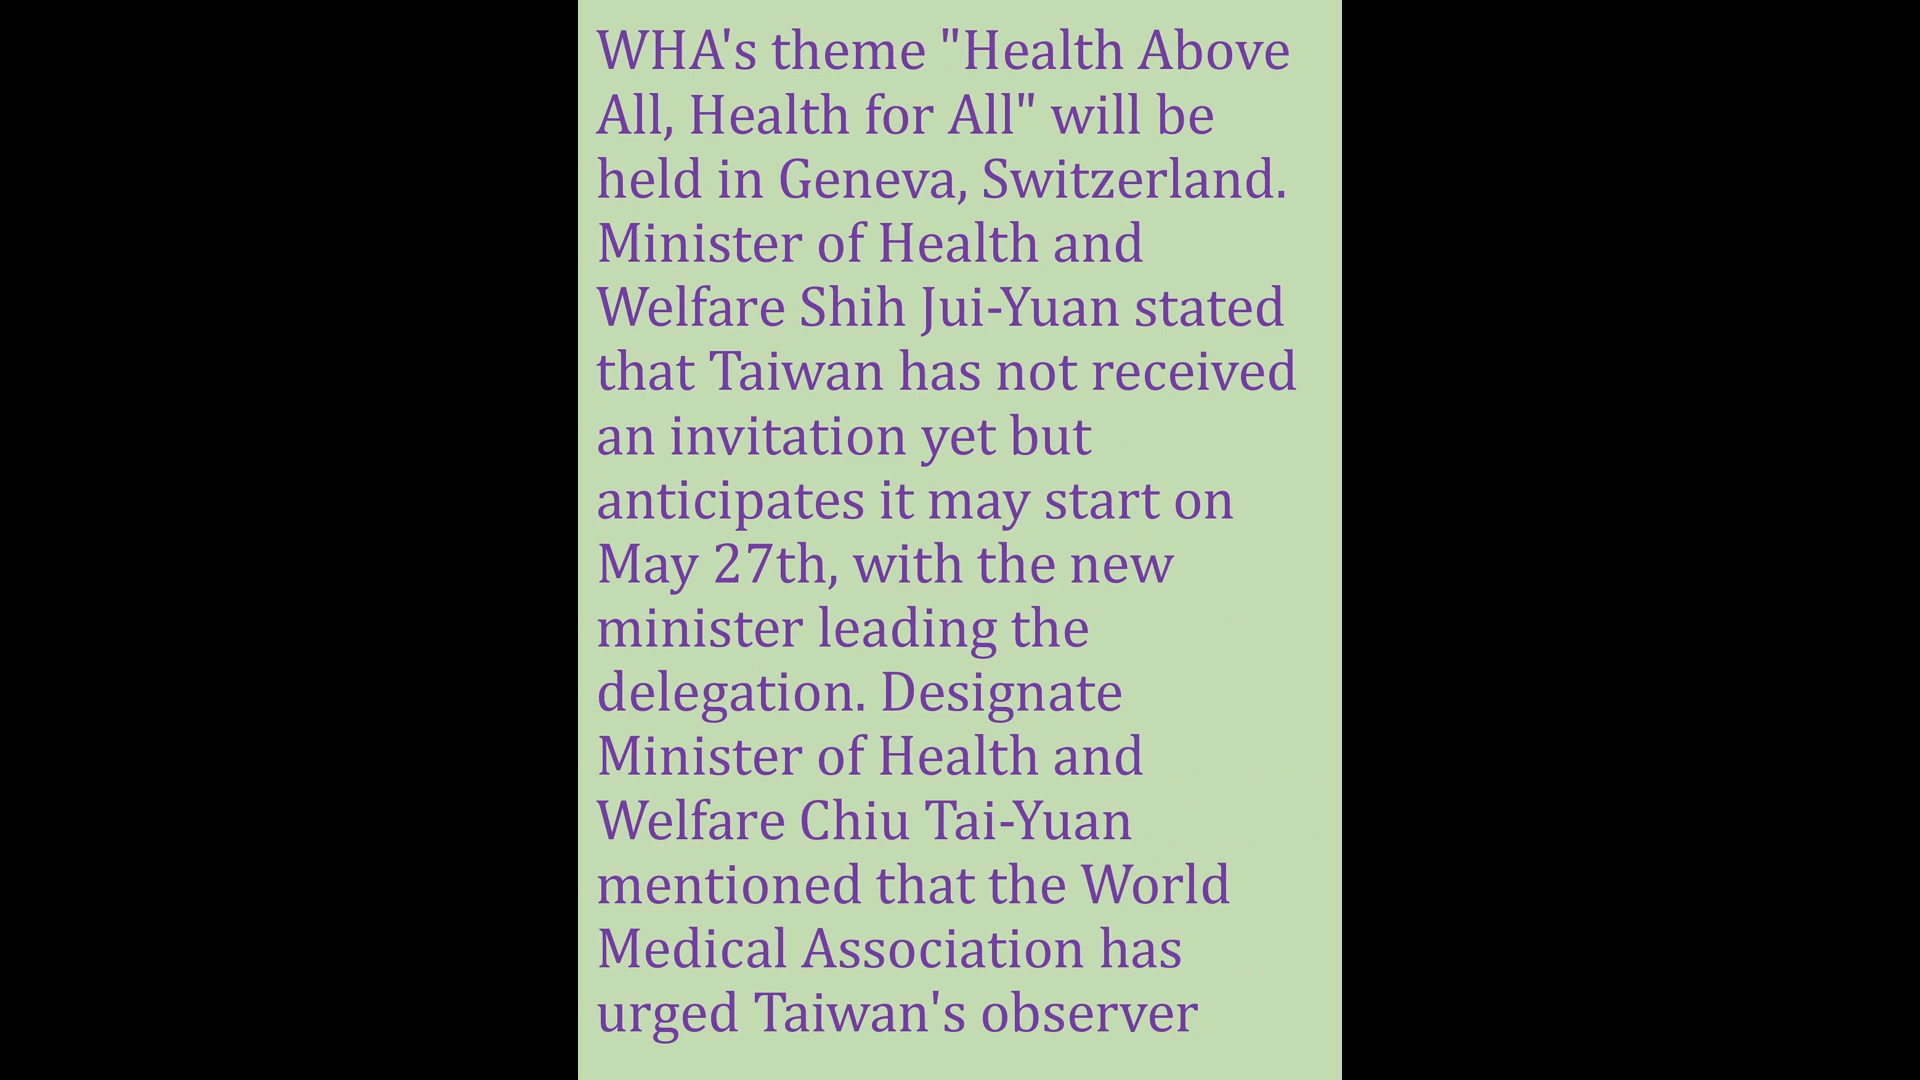 WHA's theme "Health Above
All, Health for All" will be
held in Geneva, Switzerland.
Minister of Health and
Welfare Shih Jui-Yuan stated
that Taiwan has not received
an invitation yet but
anticipates it may start on
May 27th, with the new
minister leading the
delegation. Designate
Minister of Health and
Welfare Chiu Tai-Yuan
mentioned that the World
Medical Association has
urged Taiwan's observer